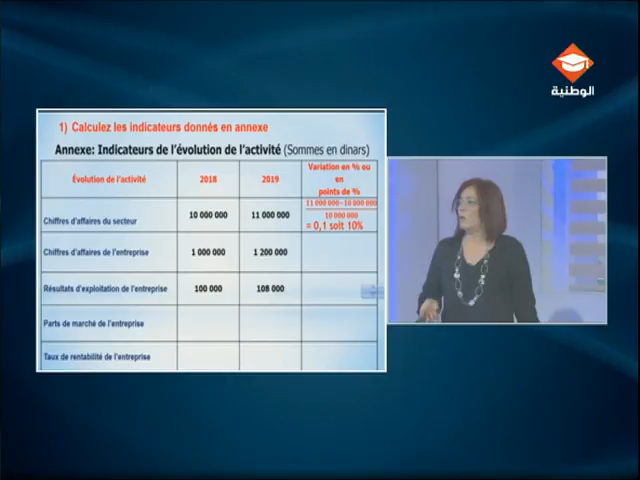 الوطنية
1) Calculez les indicateurs donnés en annexe
Annexe: Indicateurs de l'évolution de l'activité (Sommes en dinars)
Évolution de l'activité 2018 2019 Variation en % ou en points de %
Chiffres d'affaires du secteur 10 000 000 11 000 000 11 000 000-10 000 000
10 000 000
= 0,1 soit 10%
Chiffres d'affaires de l'entreprise 1 000 000 1 200 000
Résultats d'exploitation de l'entreprise 100 000 108 000
Parts de marché de l'entreprise
Taux de rentabilité de l'entreprise